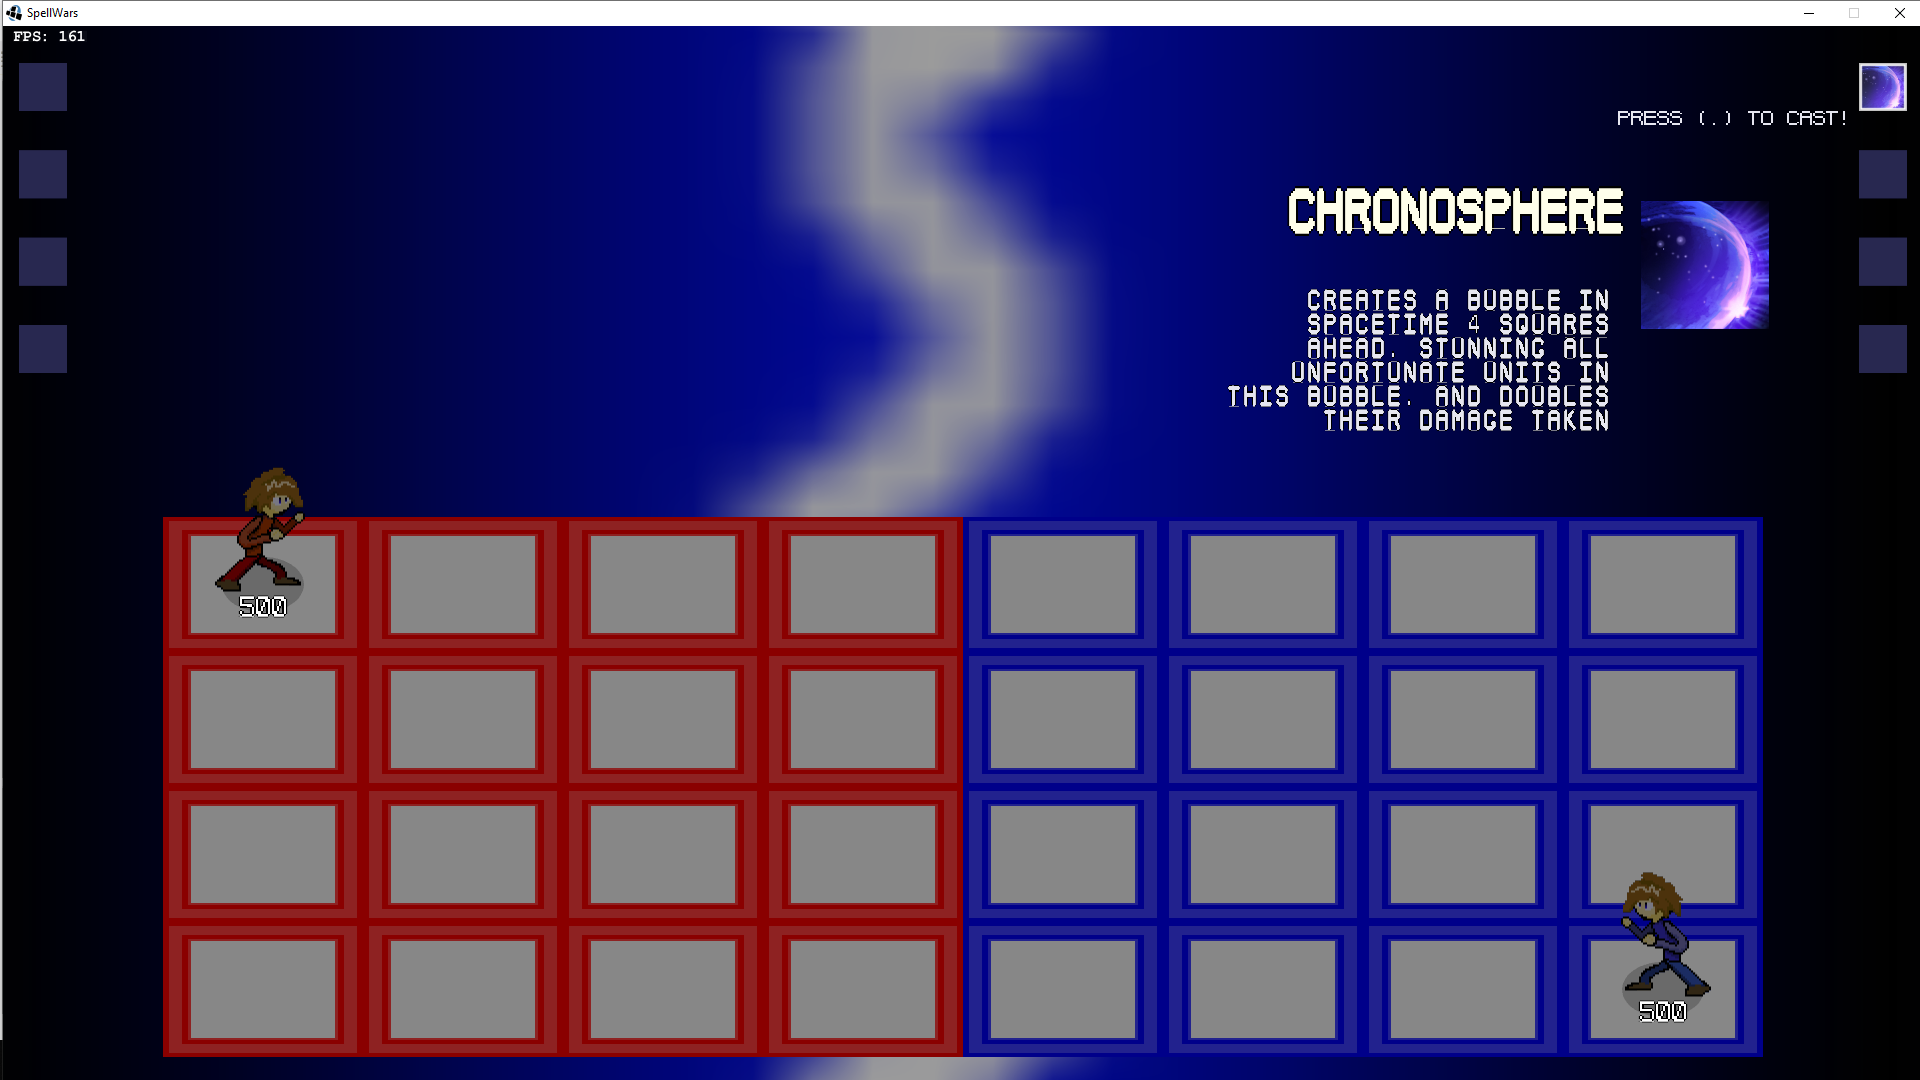 SpellWars
FPS: 161
PRESS (.) TO CAST!
CHRONOSPHERE
CREATES A BUBBLE IN
SPACETIME 4 SQUARES
AHEAD. STUNNING ALL
UNFORTUNATE UNITS IN
THIS BUBBLE. AND DOUBLES
THEIR DAMAGE TAKEN
500
500